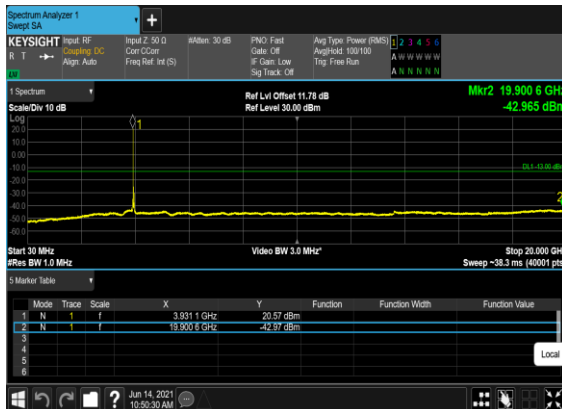 Spectrum Analyzer 1
Swept SA
+
KEYSIGHT Input: RF Input Z: 50 Ω #Atten: 30 dB PNO: Fast Avg Type: Power (RMS) 1 2 3 4 5 6
R T Coupling: DC Corr CCorr Gate: Off Avg|Hold: 100/100 A W W W W W
Align: Auto Freq Ref: Int (S) IF Gain: Low Trig: Free Run
LXI Sig Track: Off A N N N N N
1 Spectrum Ref Lvl Offset 11.78 dB Mkr2 19.900 6 GHz
Scale/Div 10 dB Ref Level 30.00 dBm -42.965 dBm
Log
1
20.0
10.0
0.00
-10.0
DL1 -13.00 dBm
-20.0
-30.0
-40.0
2
-50.0
-60.0
Start 30 MHz Video BW 3.0 MHz* Stop 20.000 GHz
#Res BW 1.0 MHz Sweep ~38.3 ms (40001 pts)
5 Marker Table
Mode Trace Scale X Y Function Function Width Function Value
1 N 1 f 3.931 1 GHz 20.57 dBm
2 N 1 f 19.900 6 GHz -42.97 dBm
3
4
5
6
Local
? Jun 14, 2021
10:50:30 AM